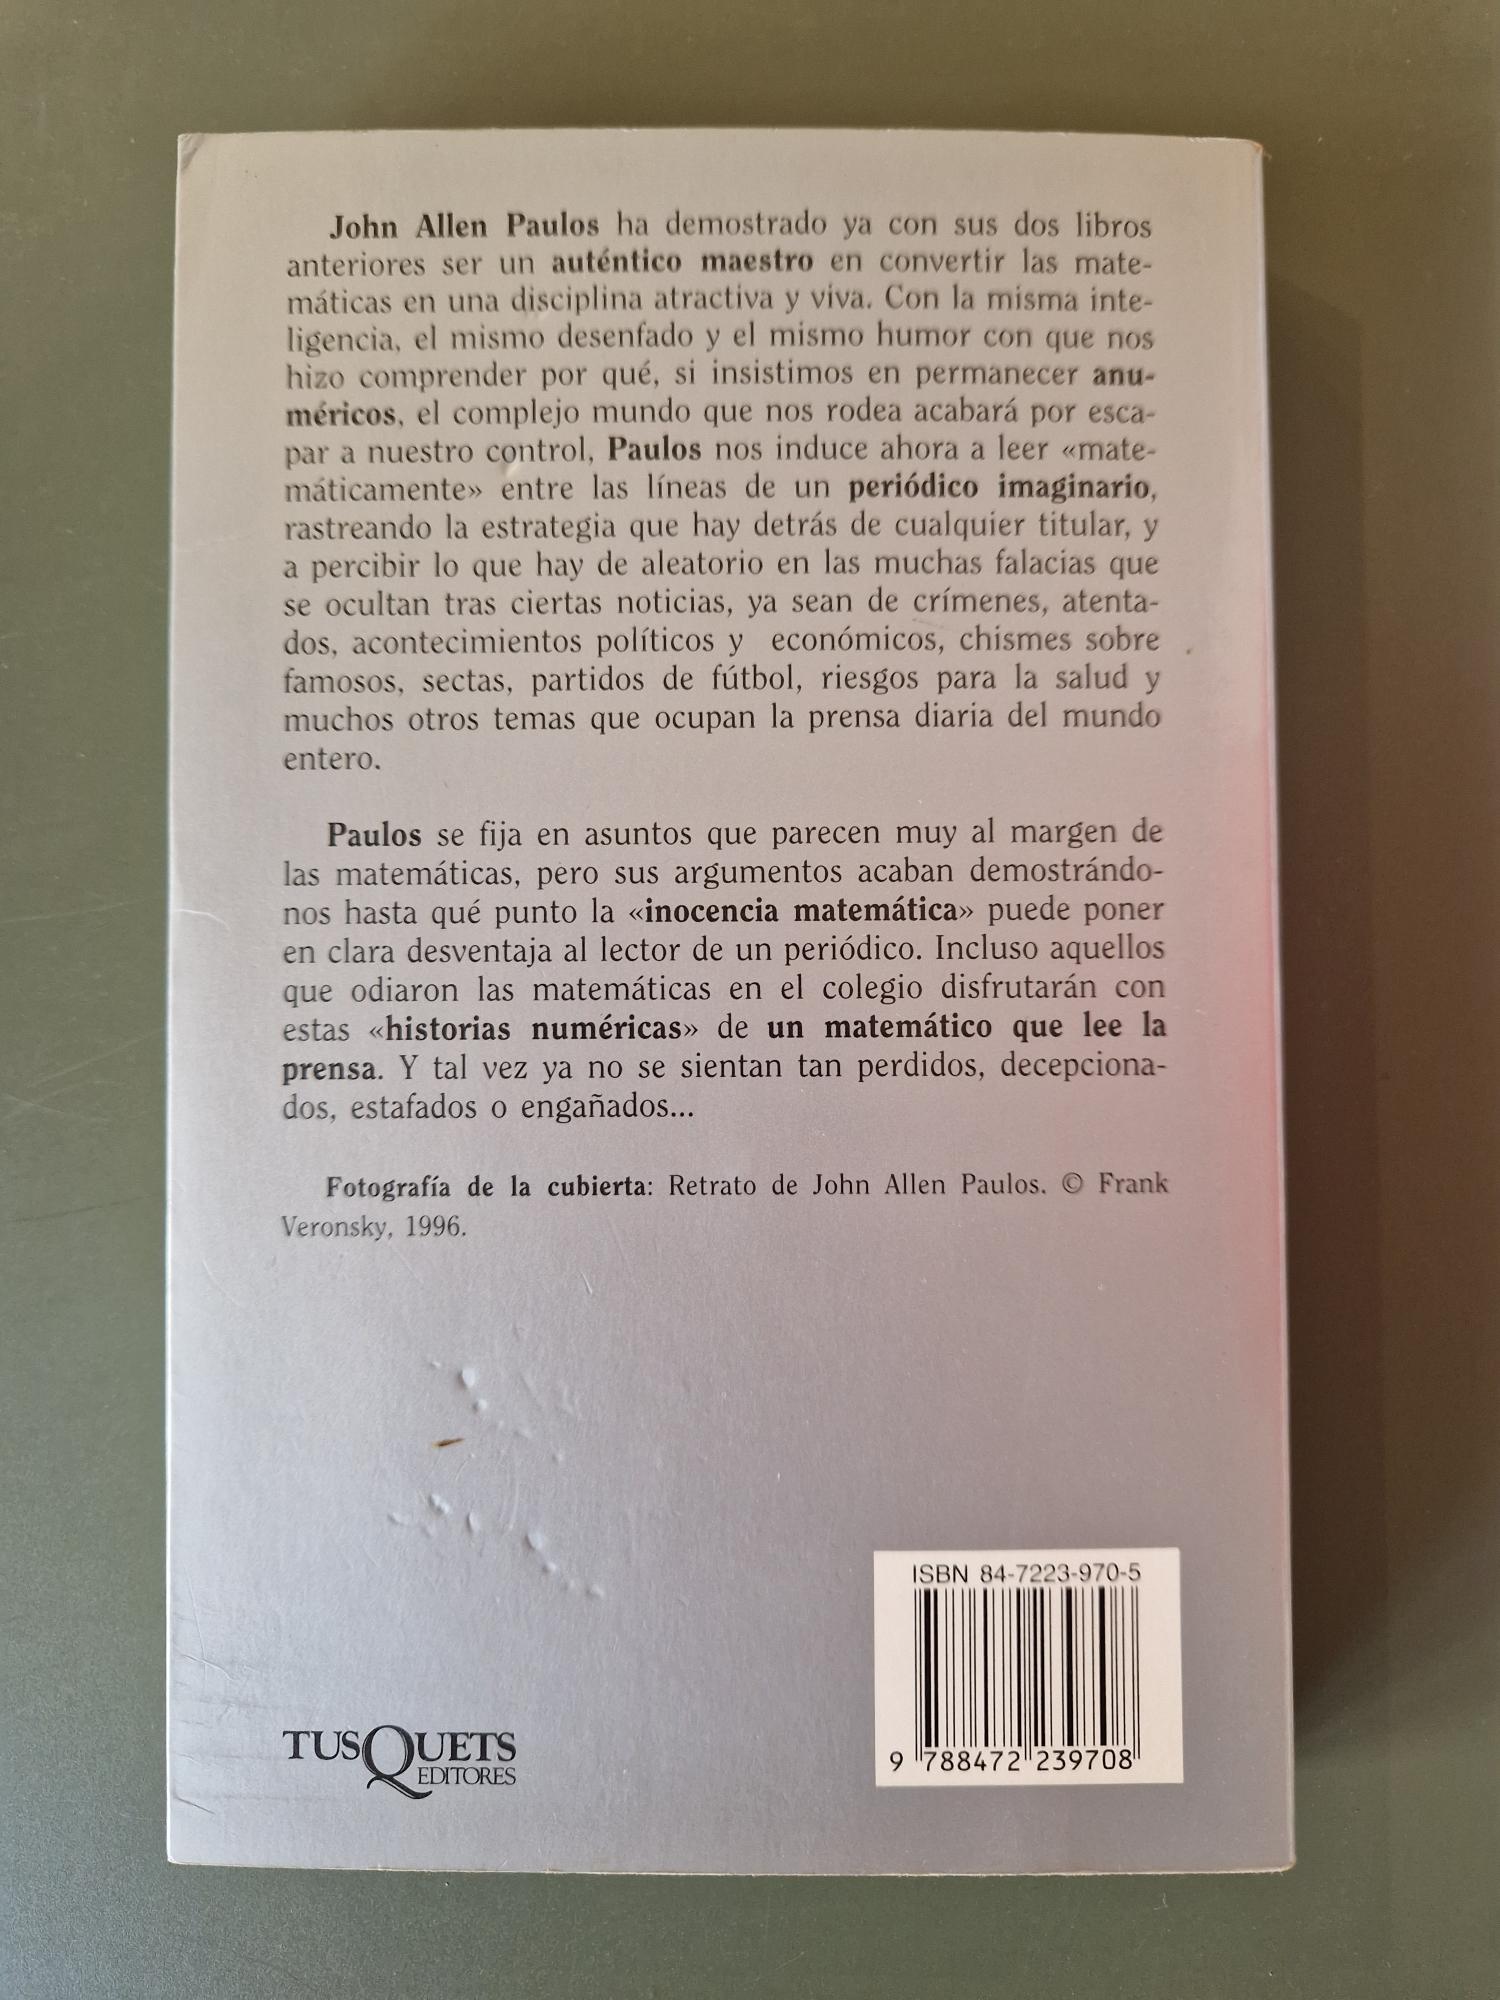 John Allen Paulos ha demostrado ya con sus dos libros
anteriores ser un auténtico maestro en convertir las mate-
máticas en una disciplina atractiva y viva. Con la misma inte-
ligencia, el mismo desenfado y el mismo humor con que nos
hizo comprender por qué, si insistimos en permanecer anu-
méricos, el complejo mundo que nos rodea acabará por esca-
par a nuestro control, Paulos nos induce ahora a leer «mate-
máticamente» entre las líneas de un periódico imaginario,
rastreando la estrategia que hay detrás de cualquier titular, y
a percibir lo que hay de aleatorio en las muchas falacias que
se ocultan tras ciertas noticias, ya sean de crímenes, atenta-
dos, acontecimientos políticos y económicos, chismes sobre
famosos, sectas, partidos de fútbol, riesgos para la salud y
muchos otros temas que ocupan la prensa diaria del mundo
entero.
Paulos se fija en asuntos que parecen muy al margen de
las matemáticas, pero sus argumentos acaban demostrándo-
nos hasta qué punto la «inocencia matemática» puede poner
en clara desventaja al lector de un periódico. Incluso aquellos
que odiaron las matemáticas en el colegio disfrutarán con
estas «historias numéricas» de un matemático que lee la
prensa. Y tal vez ya no se sientan tan perdidos, decepciona-
dos, estafados o engañados...
Fotografía de la cubierta: Retrato de John Allen Paulos. © Frank
Veronsky, 1996.
ISBN 84-7223-970-5
9 788472 239708
TUSQUETS
EDITORES